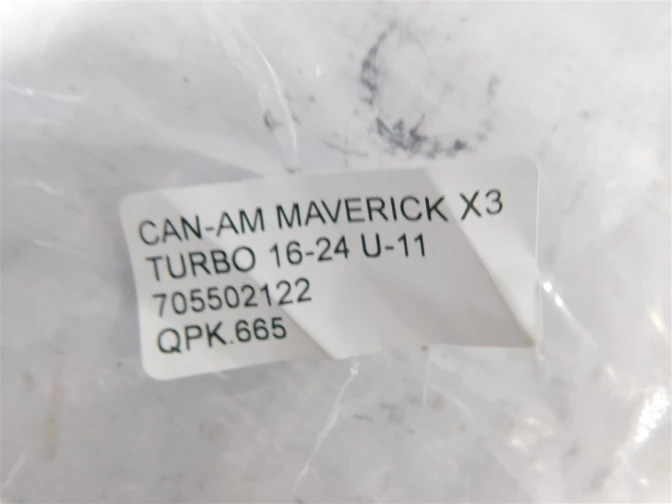 CAN-AM MAVERICK X3
TURBO 16-24 U-11
705502122
QPK.665